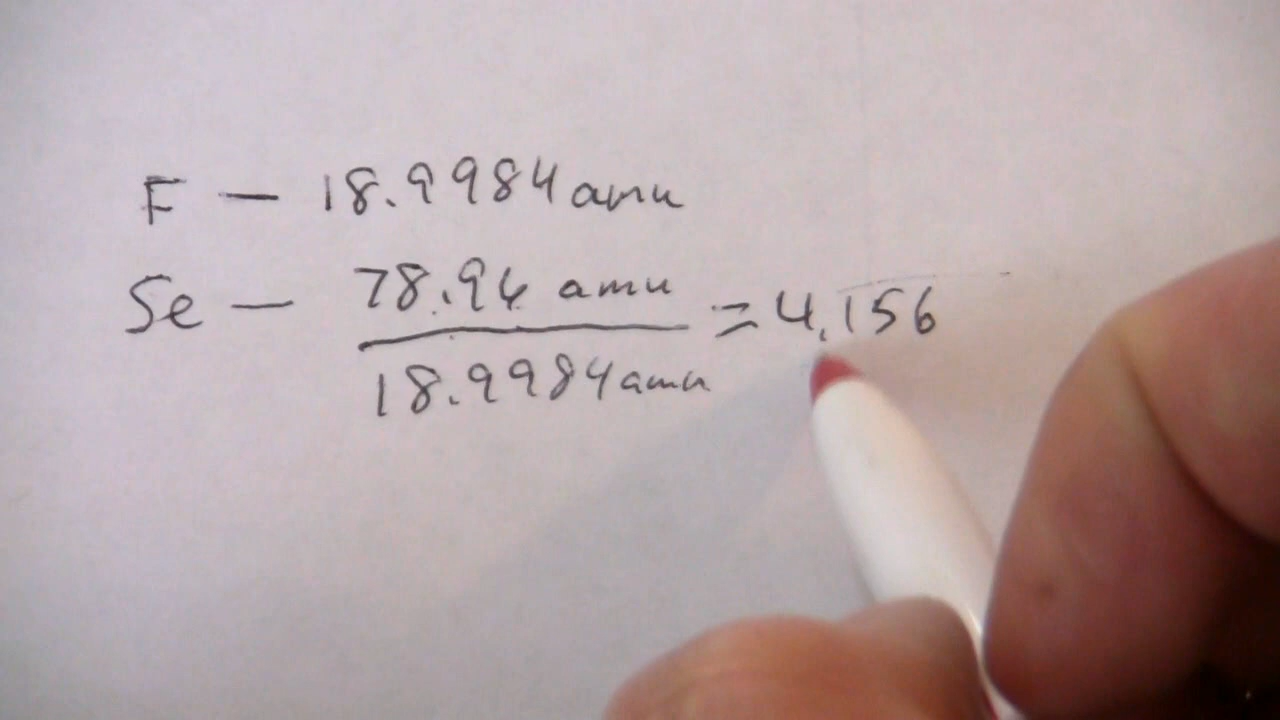 F — 18.9984 amu
Se — 78.96 amu
18.9984 amu
= 4.156